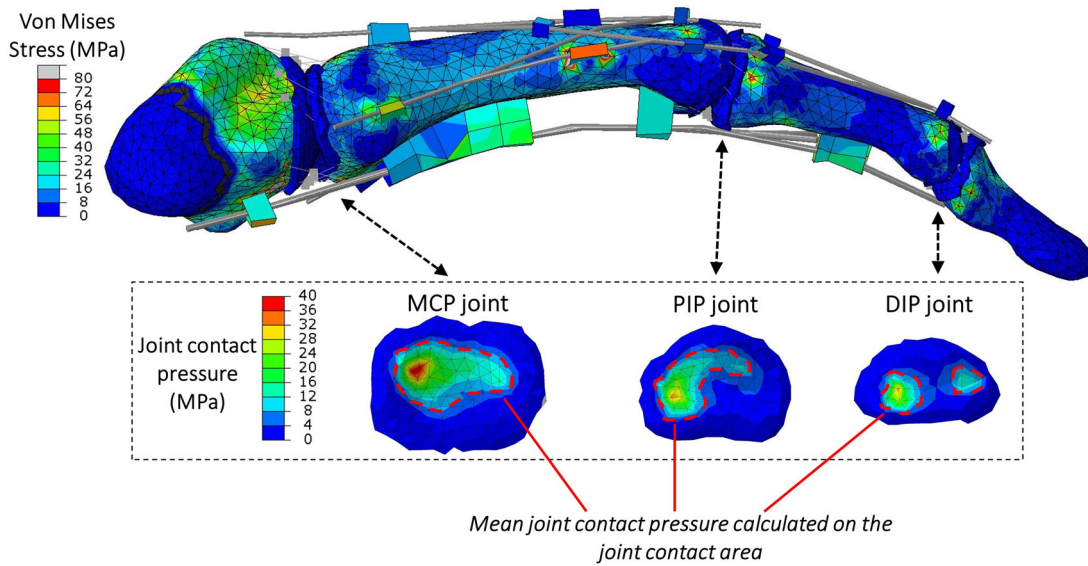 Von Mises
Stress (MPa)
80
72
64
56
48
40
32
24
16
8
0
MCP joint
PIP joint
DIP joint
Joint contact
pressure
(MPa)
40
36
32
28
24
20
16
12
8
4
0
Mean joint contact pressure calculated on the
joint contact area